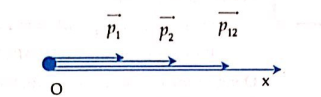 p₁ p₂ p₁₂
O x